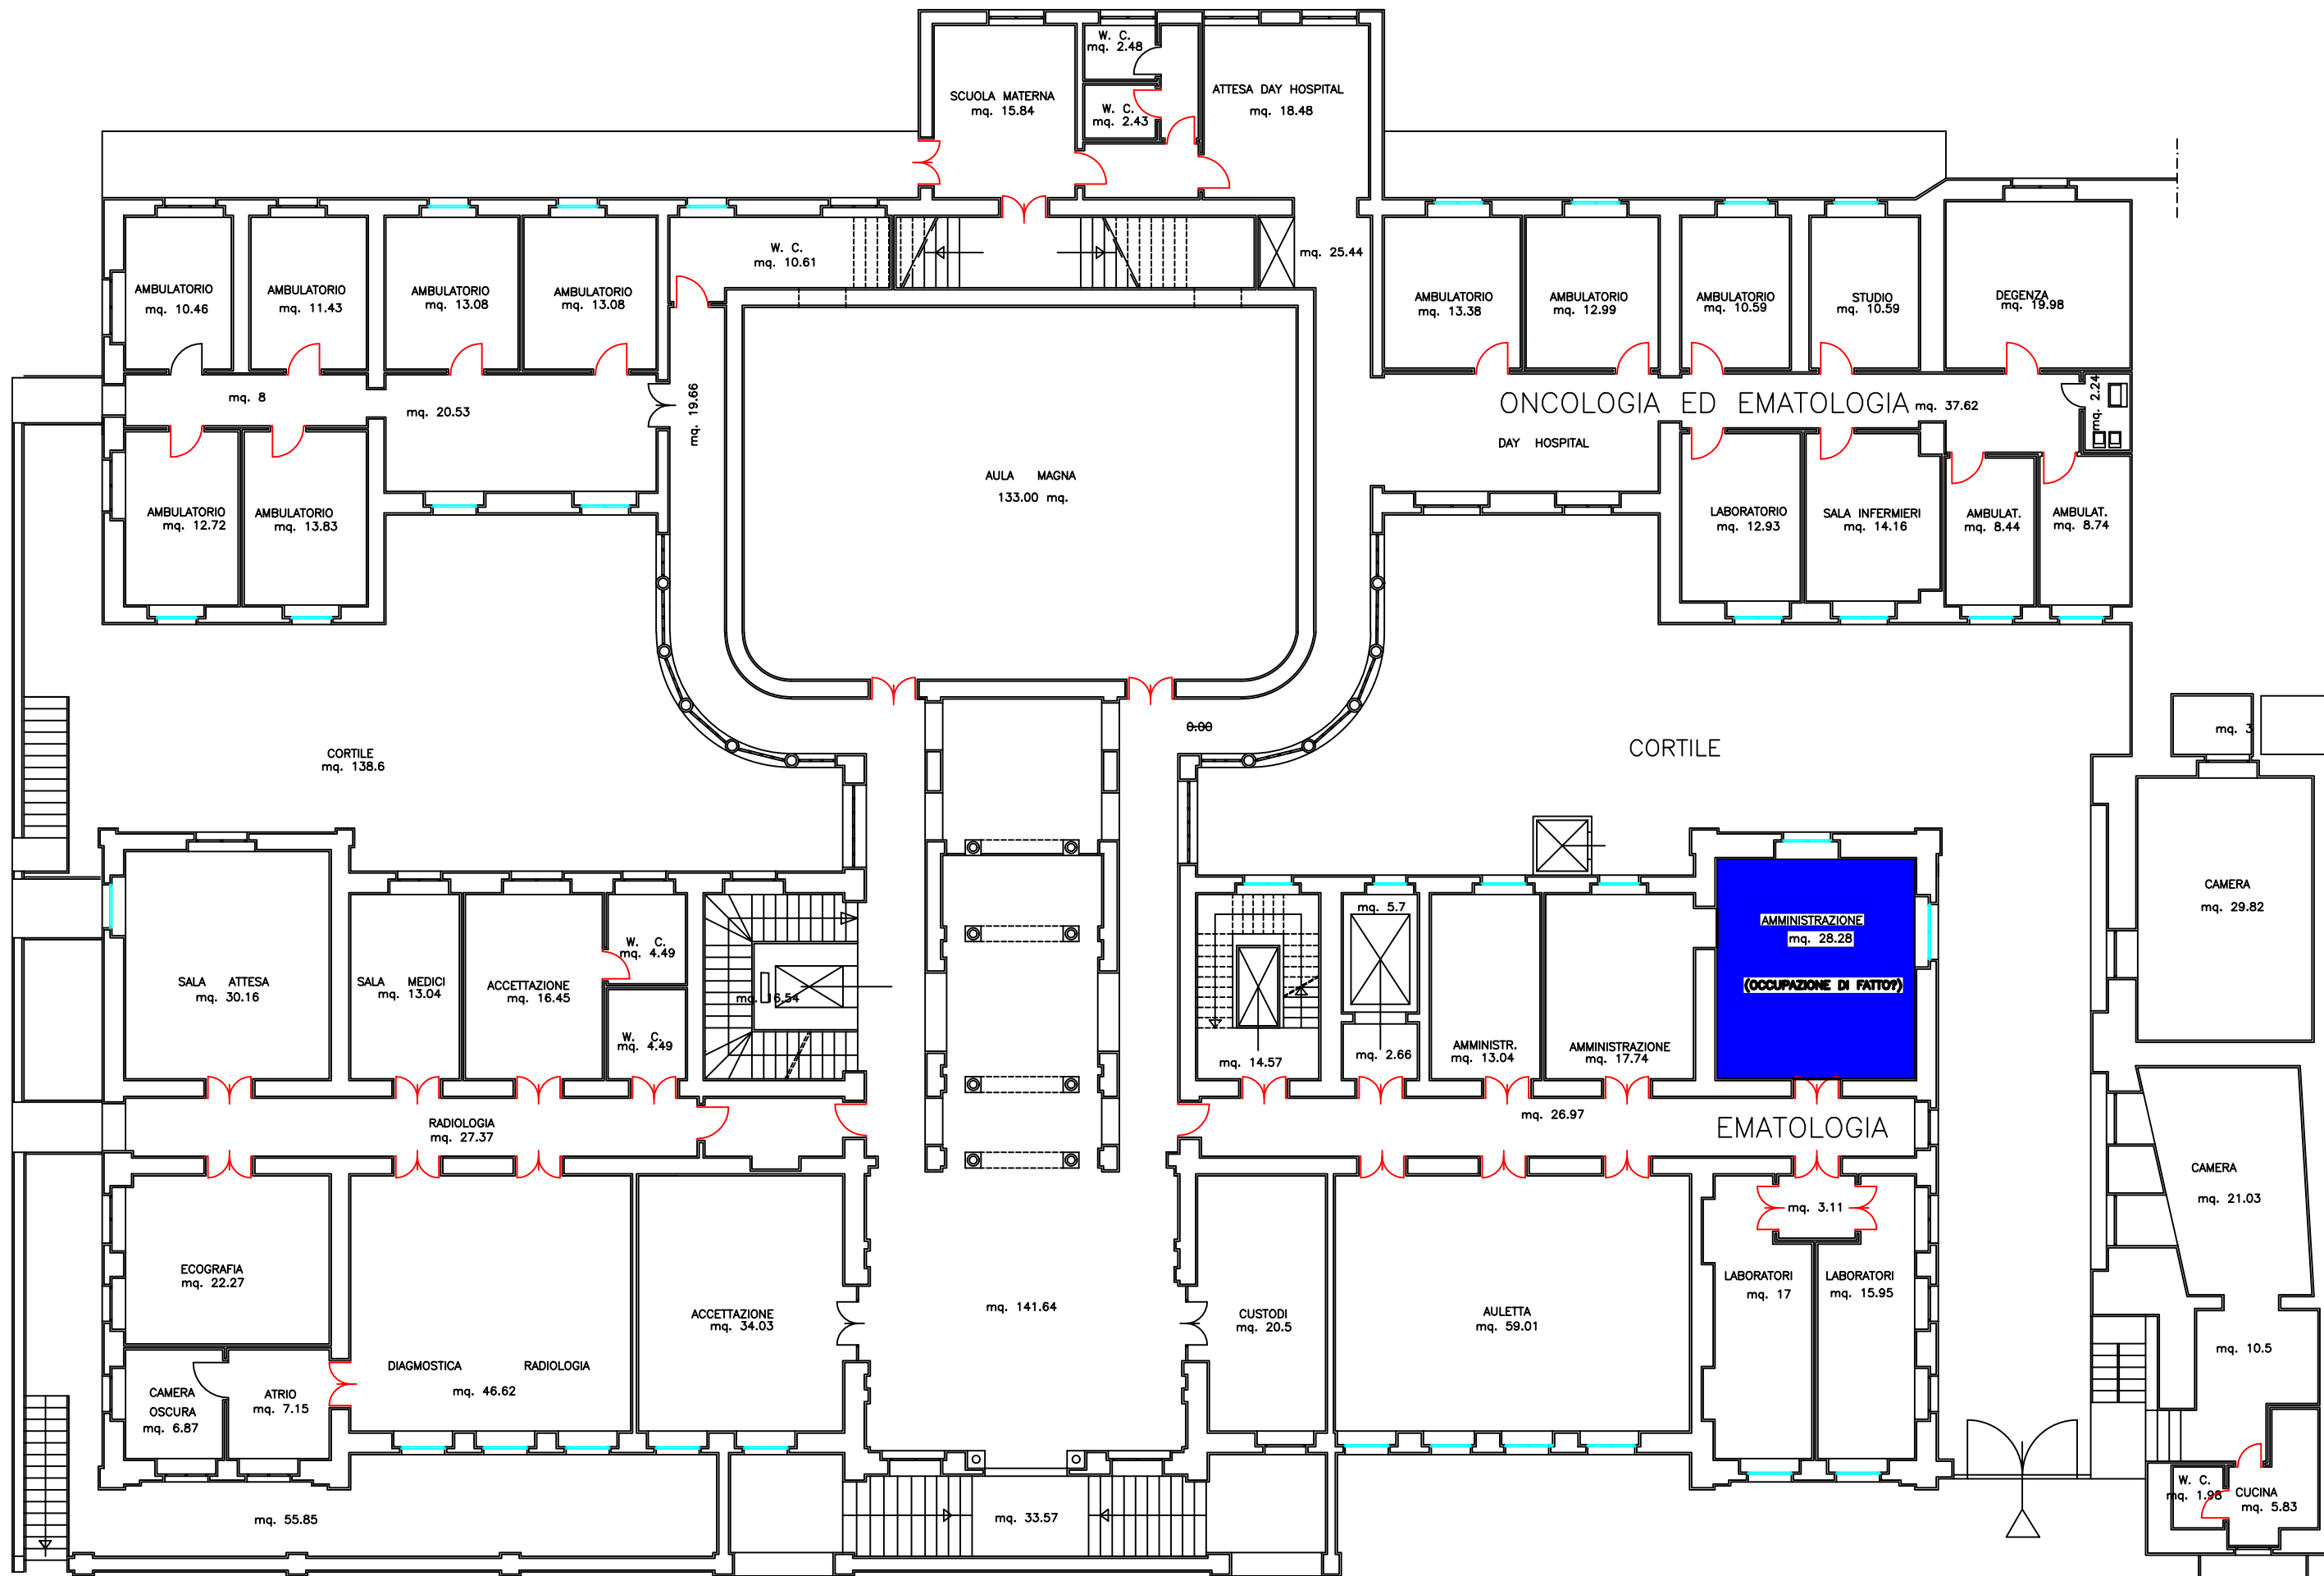 W. C.
mq. 2.48
SCUOLA MATERNA
mq. 15.84
W. C.
mq. 2.43
ATTESA DAY HOSPITAL
mq. 18.48
AMBULATORIO
mq. 10.46
AMBULATORIO
mq. 11.43
AMBULATORIO
mq. 13.08
AMBULATORIO
mq. 13.08
W. C.
mq. 10.61
mq. 25.44
AMBULATORIO
mq. 13.38
AMBULATORIO
mq. 12.99
AMBULATORIO
mq. 10.59
STUDIO
mq. 10.59
DEGENZA
mq. 19.98
mq. 8
mq. 20.53
mq. 19.66
ONCOLOGIA ED EMATOLOGIA
mq. 37.62
mq. 2.24
DAY HOSPITAL
AULA MAGNA
133.00 mq.
AMBULATORIO
mq. 12.72
AMBULATORIO
mq. 13.83
LABORATORIO
mq. 12.93
SALA INFERMIERI
mq. 14.16
AMBULAT.
mq. 8.44
AMBULAT.
mq. 8.74
0.00
CORTILE
mq. 138.6
CORTILE
mq. 3
CAMERA
mq. 29.82
SALA ATTESA
mq. 30.16
SALA MEDICI
mq. 13.04
ACCETTAZIONE
mq. 16.45
W. C.
mq. 4.49
W. C.
mq. 4.49
mq. 16.54
mq. 14.57
mq. 5.7
mq. 2.66
AMMINISTR.
mq. 13.04
AMMINISTRAZIONE
mq. 17.74
AMMINISTRAZIONE
mq. 28.28
(OCCUPAZIONE DI FATTO?)
RADIOLOGIA
mq. 27.37
mq. 26.97
EMATOLOGIA
CAMERA
mq. 21.03
ECOGRAFIA
mq. 22.27
ACCETTAZIONE
mq. 34.03
mq. 141.64
CUSTODI
mq. 20.5
AULETTA
mq. 59.01
mq. 3.11
LABORATORI
mq. 17
LABORATORI
mq. 15.95
mq. 10.5
DIAGMOSTICA RADIOLOGIA
mq. 46.62
CAMERA
OSCURA
mq. 6.87
ATRIO
mq. 7.15
mq. 55.85
mq. 33.57
W. C.
mq. 1.98
CUCINA
mq. 5.83